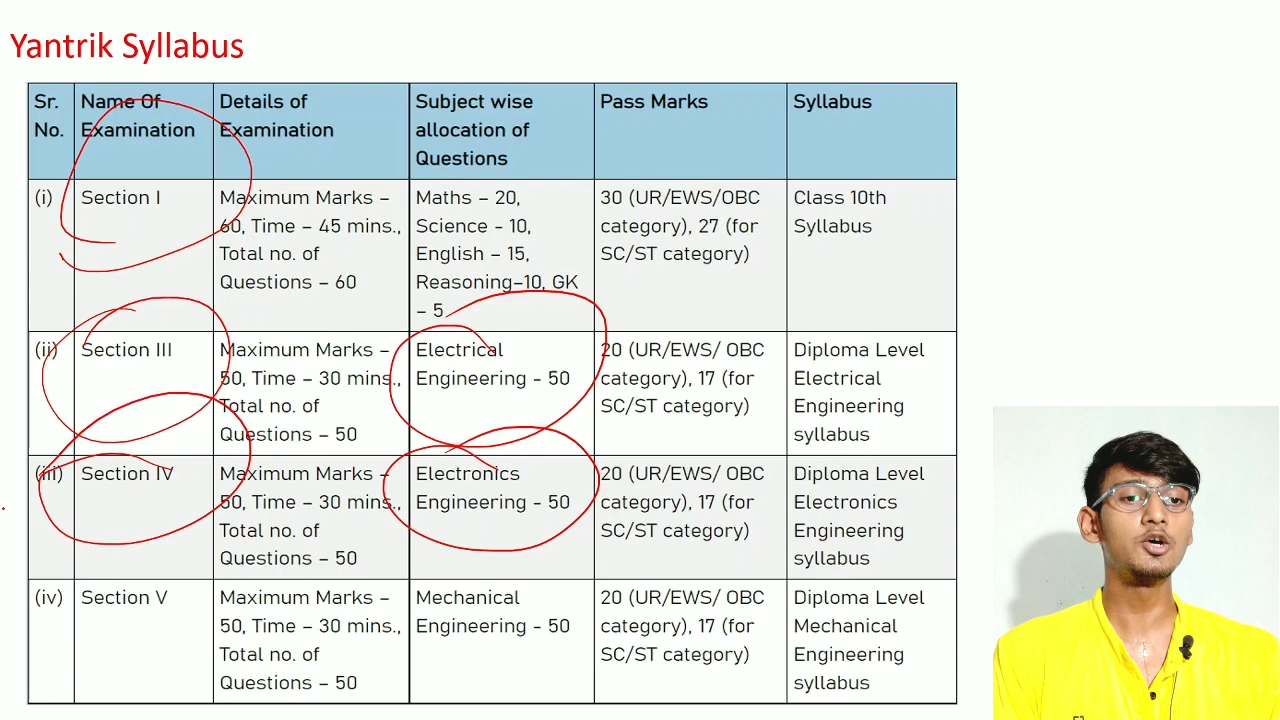 Yantrik Syllabus
Sr. No.
Name Of Examination
Details of Examination
Subject wise allocation of Questions
Pass Marks
Syllabus
(i)
Section I
Maximum Marks –
60, Time – 45 mins.,
Total no. of
Questions – 60
Maths – 20,
Science - 10,
English – 15,
Reasoning–10, GK
– 5
30 (UR/EWS/OBC
category), 27 (for
SC/ST category)
Class 10th
Syllabus
(ii)
Section III
Maximum Marks –
50, Time – 30 mins.,
Total no. of
Questions – 50
Electrical
Engineering - 50
20 (UR/EWS/ OBC
category), 17 (for
SC/ST category)
Diploma Level
Electrical
Engineering
syllabus
(iii)
Section IV
Maximum Marks –
50, Time – 30 mins.,
Total no. of
Questions – 50
Electronics
Engineering - 50
20 (UR/EWS/ OBC
category), 17 (for
SC/ST category)
Diploma Level
Electronics
Engineering
syllabus
(iv)
Section V
Maximum Marks –
50, Time – 30 mins.,
Total no. of
Questions – 50
Mechanical
Engineering - 50
20 (UR/EWS/ OBC
category), 17 (for
SC/ST category)
Diploma Level
Mechanical
Engineering
syllabus